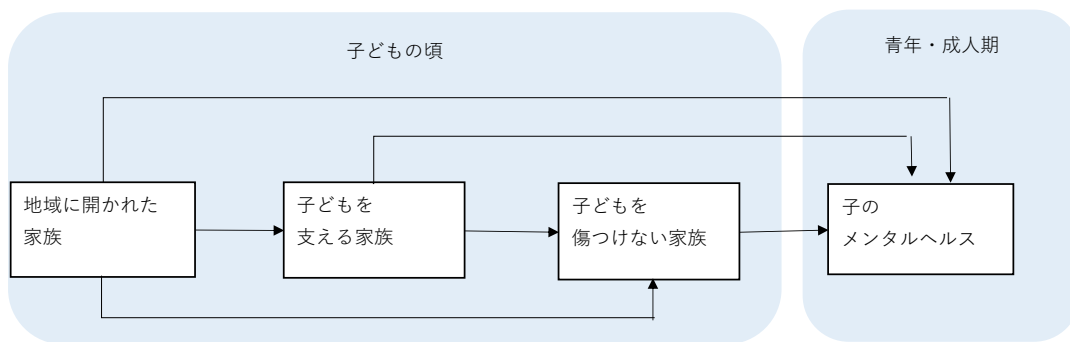 子どもの頃
青年・成人期
地域に開かれた
家族
子どもを
支える家族
子どもを
傷つけない家族
子の
メンタルヘルス